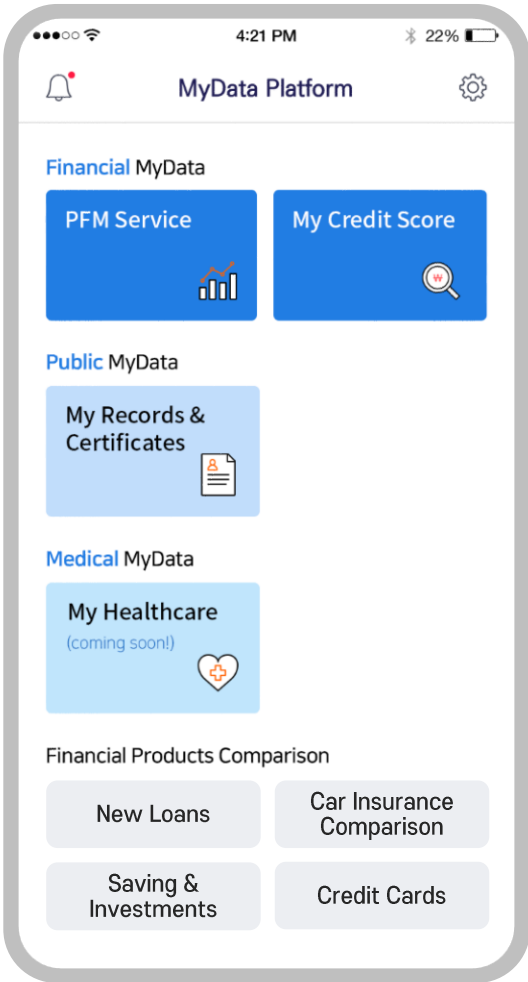 4:21 PM
22%
MyData Platform
Financial MyData
PFM Service
My Credit Score
₩
Public MyData
My Records &
Certificates
Medical MyData
My Healthcare
(coming soon!)
Financial Products Comparison
New Loans
Car Insurance
Comparison
Saving &
Investments
Credit Cards